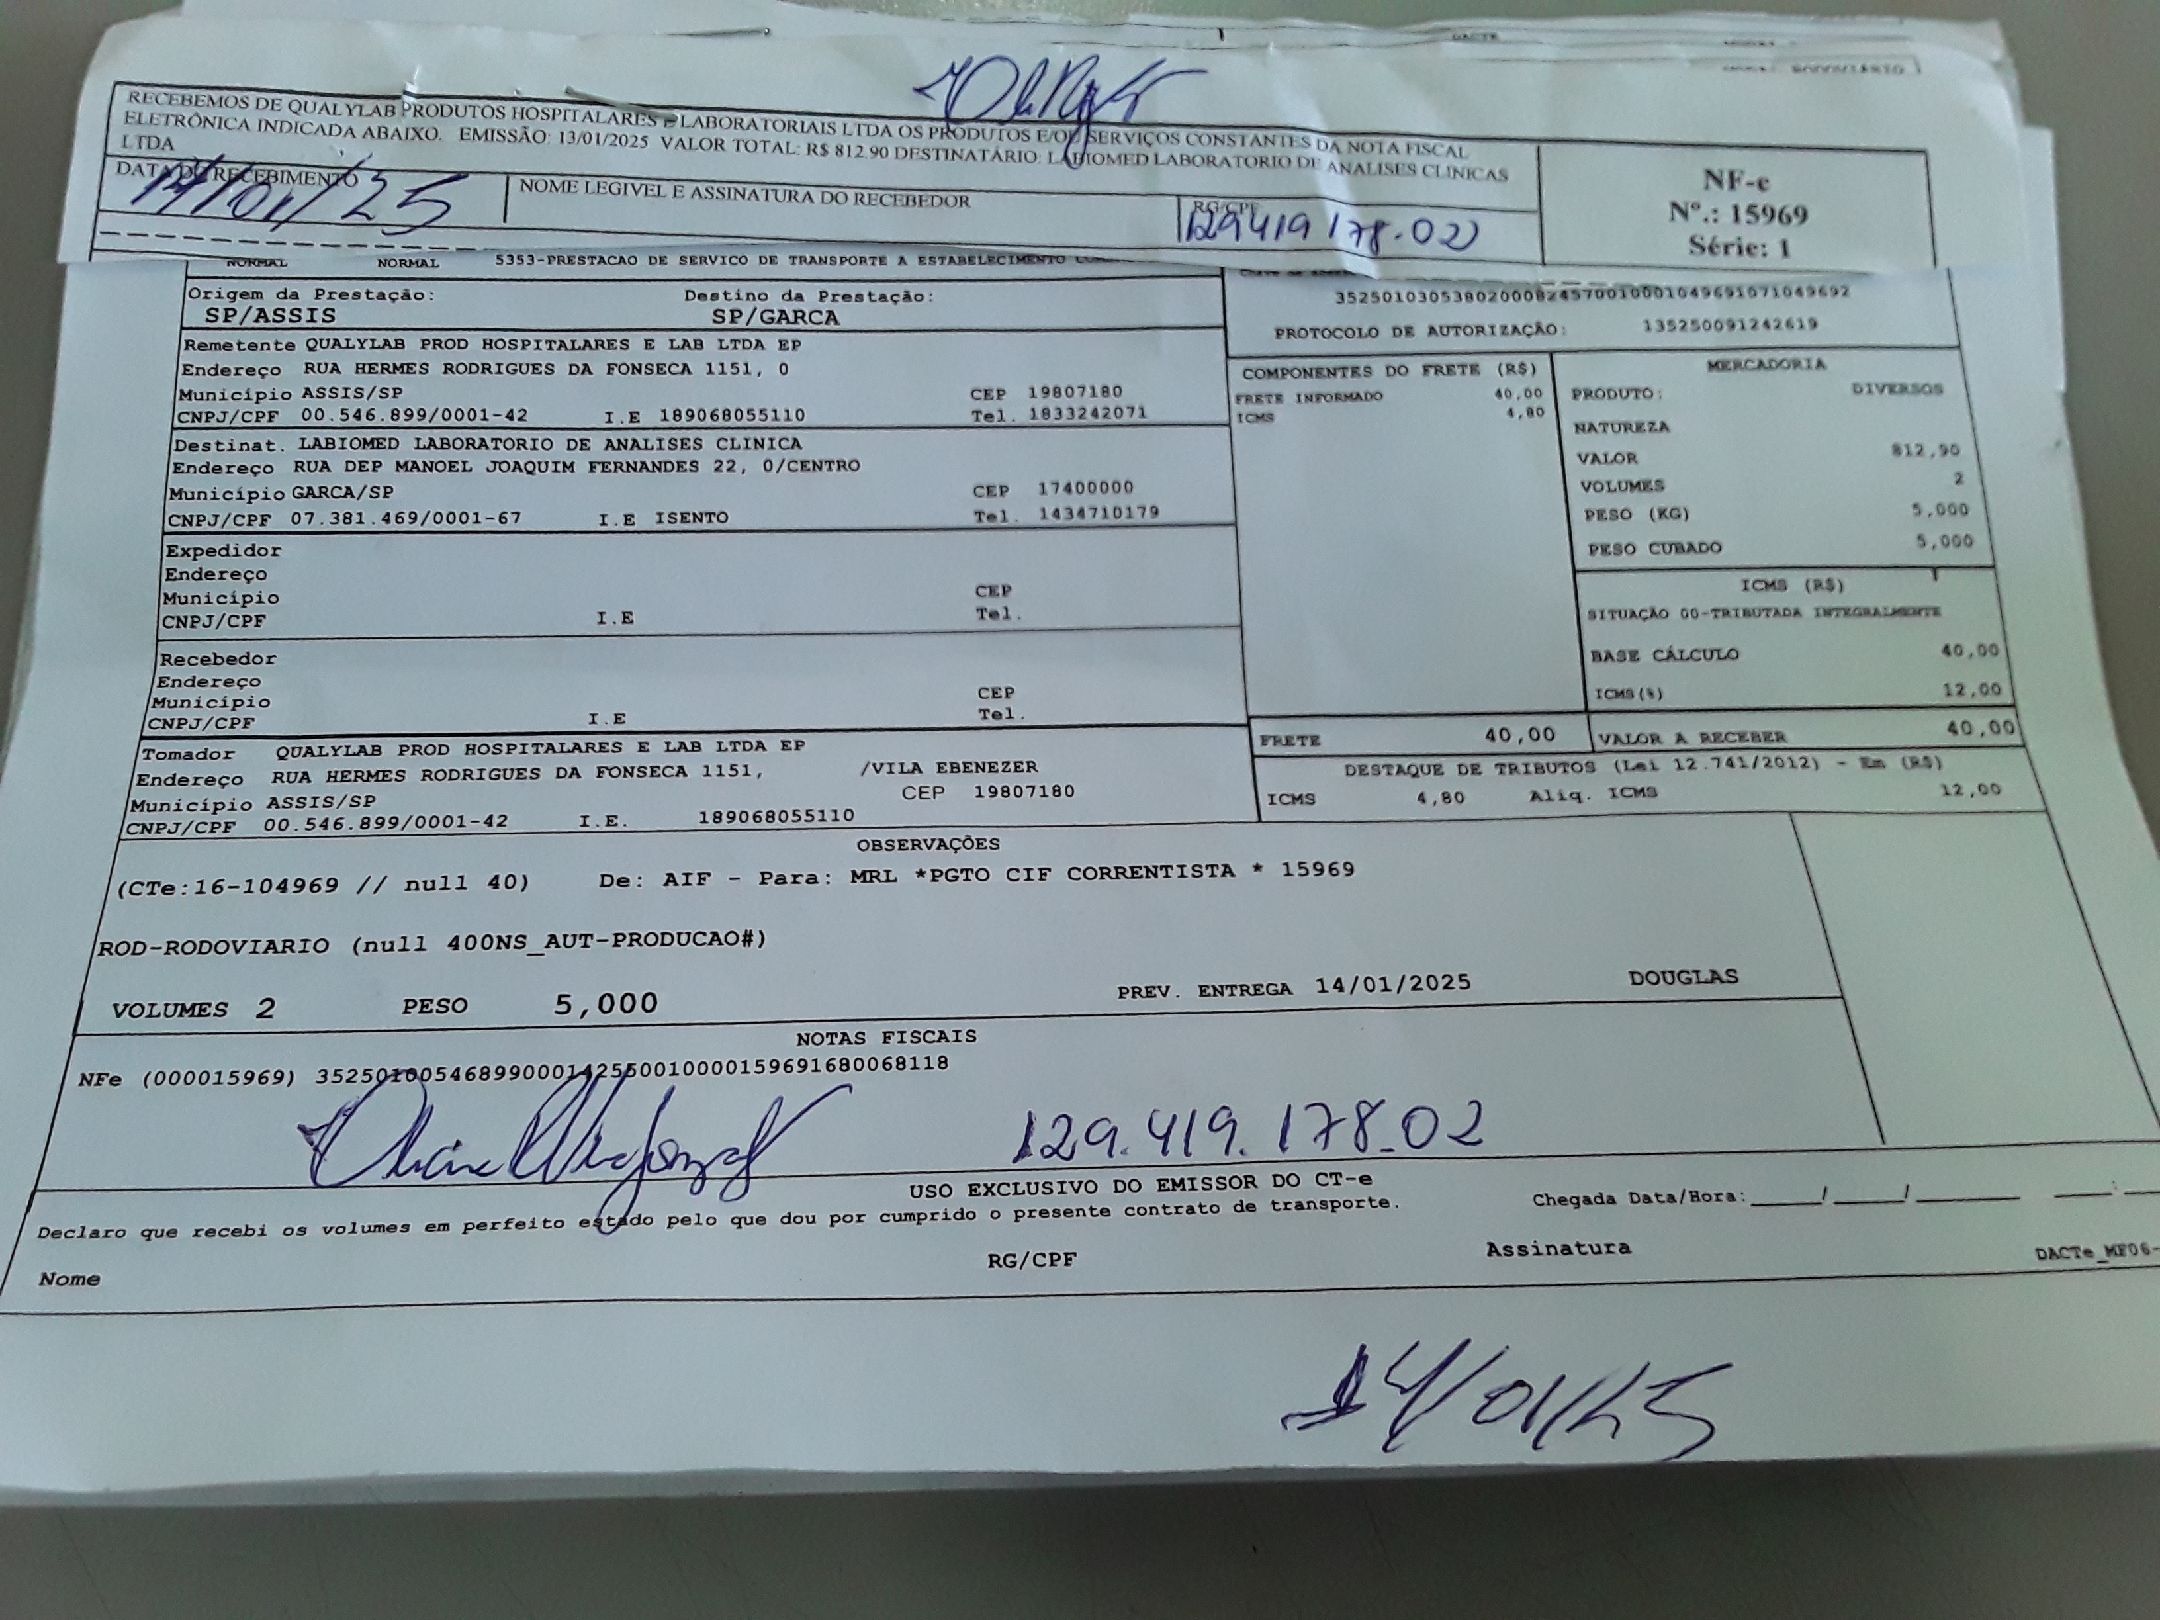 DACTE
RODOVIÁRIO
RECEBEMOS DE QUALYLAB PRODUTOS HOSPITALARES E LABORATORIAIS LTDA OS PRODUTOS E/OU SERVIÇOS CONSTANTES DA NOTA FISCAL
ELETRÔNICA INDICADA ABAIXO. EMISSÃO: 13/01/2025 VALOR TOTAL: R$ 812.90 DESTINATÁRIO: LABIOMED LABORATORIO DE ANALISES CLINICAS
LTDA
DATA DE RECEBIMENTO
14/01/25
NOME LEGIVEL E ASSINATURA DO RECEBEDOR
RG/CPF
129419178-02
NF-e
Nº.: 15969
Série: 1
NORMAL NORMAL 5353-PRESTACAO DE SERVICO DE TRANSPORTE A ESTABELECIMENTO
Origem da Prestação: Destino da Prestação:
SP/ASSIS SP/GARCA
35250103053802000824570010001049691071049692
PROTOCOLO DE AUTORIZAÇÃO: 135250091242619
Remetente QUALYLAB PROD HOSPITALARES E LAB LTDA EP
Endereço RUA HERMES RODRIGUES DA FONSECA 1151, 0
Município ASSIS/SP CEP 19807180
CNPJ/CPF 00.546.899/0001-42 I.E 189068055110 Tel. 1833242071
Destinat. LABIOMED LABORATORIO DE ANALISES CLINICA
Endereço RUA DEP MANOEL JOAQUIM FERNANDES 22, 0/CENTRO
Município GARCA/SP CEP 17400000
CNPJ/CPF 07.381.469/0001-67 I.E ISENTO Tel. 1434710179
Expedidor
Endereço
Município CEP
CNPJ/CPF I.E Tel.
Recebedor
Endereço
Município CEP
CNPJ/CPF I.E Tel.
Tomador QUALYLAB PROD HOSPITALARES E LAB LTDA EP
Endereço RUA HERMES RODRIGUES DA FONSECA 1151, /VILA EBENEZER
Município ASSIS/SP CEP 19807180
CNPJ/CPF 00.546.899/0001-42 I.E. 189068055110
COMPONENTES DO FRETE (R$)
FRETE INFORMADO 40,00
ICMS 4,80
MERCADORIA
PRODUTO: DIVERSOS
NATUREZA
VALOR 812,90
VOLUMES 2
PESO (KG) 5,000
PESO CUBADO 5,000
ICMS (R$)
SITUAÇÃO 00-TRIBUTADA INTEGRALMENTE
BASE CÁLCULO 40,00
ICMS(%) 12,00
FRETE 40,00 VALOR A RECEBER 40,00
DESTAQUE DE TRIBUTOS (Lei 12.741/2012) - Em (R$)
ICMS 4,80 Aliq. ICMS 12,00
OBSERVAÇÕES
(CTe:16-104969 // null 40) De: AIF - Para: MRL *PGTO CIF CORRENTISTA * 15969
ROD-RODOVIARIO (null 400NS_AUT-PRODUCAO#)
VOLUMES 2 PESO 5,000 PREV. ENTREGA 14/01/2025 DOUGLAS
NOTAS FISCAIS
NFe (000015969) 35250100546899000142550010000159691680068118
129.419.178-02
USO EXCLUSIVO DO EMISSOR DO CT-e
Declaro que recebi os volumes em perfeito estado pelo que dou por cumprido o presente contrato de transporte. Chegada Data/Hora:____/____/______ ___:
Nome RG/CPF Assinatura DACTe_MF06-
14/01/25